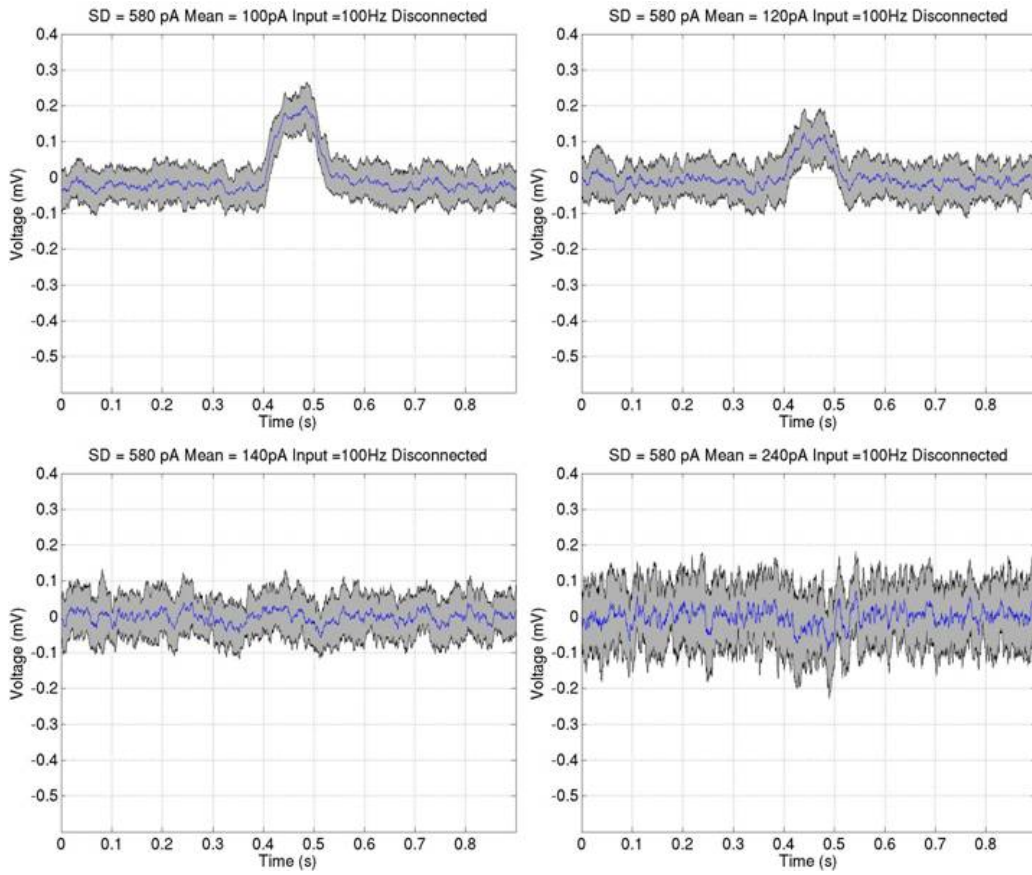 SD = 580 pA Mean = 100pA Input =100Hz Disconnected
0.4
0.3
0.2
0.1
0
-0.1
-0.2
-0.3
-0.4
-0.5
Voltage (mV)
0 0.1 0.2 0.3 0.4 0.5 0.6 0.7 0.8
Time (s)
SD = 580 pA Mean = 120pA Input =100Hz Disconnected
0.4
0.3
0.2
0.1
0
-0.1
-0.2
-0.3
-0.4
-0.5
Voltage (mV)
0 0.1 0.2 0.3 0.4 0.5 0.6 0.7 0.8
Time (s)
SD = 580 pA Mean = 140pA Input =100Hz Disconnected
0.4
0.3
0.2
0.1
0
-0.1
-0.2
-0.3
-0.4
-0.5
Voltage (mV)
0 0.1 0.2 0.3 0.4 0.5 0.6 0.7 0.8
Time (s)
SD = 580 pA Mean = 240pA Input =100Hz Disconnected
0.4
0.3
0.2
0.1
0
-0.1
-0.2
-0.3
-0.4
-0.5
Voltage (mV)
0 0.1 0.2 0.3 0.4 0.5 0.6 0.7 0.8
Time (s)